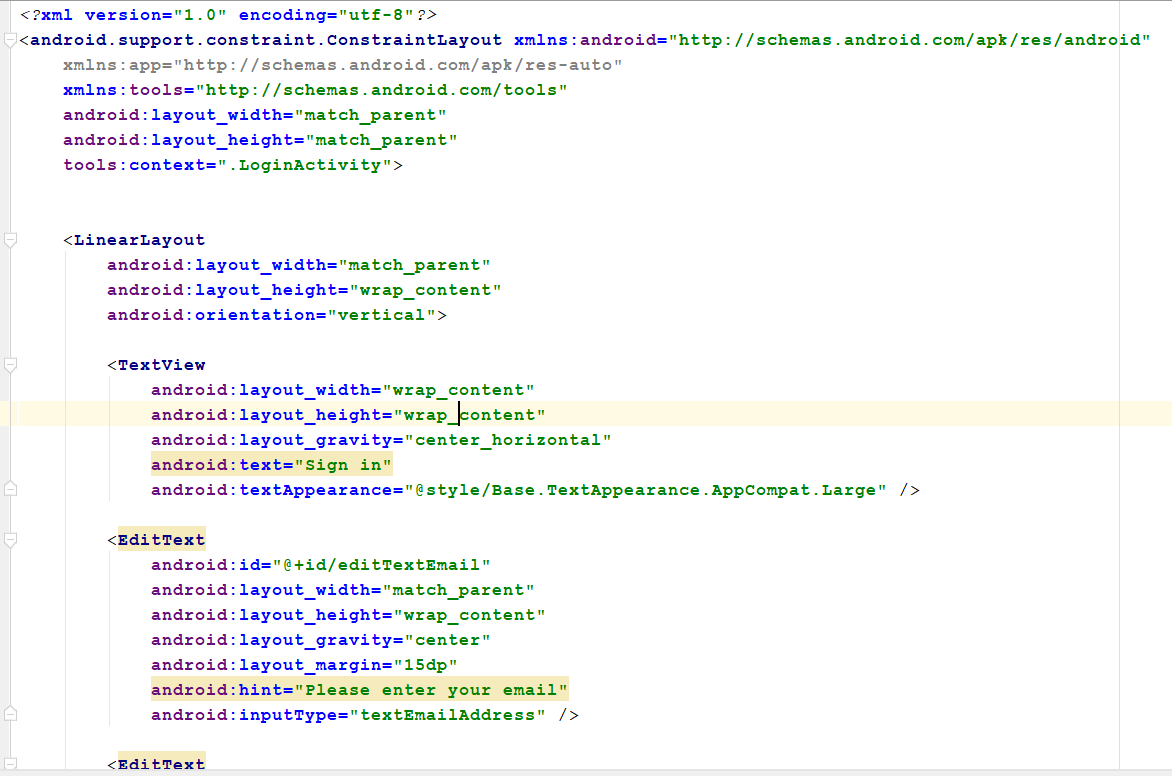 <?xml version="1.0" encoding="utf-8"?>
<android.support.constraint.ConstraintLayout xmlns:android="http://schemas.android.com/apk/res/android"
    xmlns:app="http://schemas.android.com/apk/res-auto"
    xmlns:tools="http://schemas.android.com/tools"
    android:layout_width="match_parent"
    android:layout_height="match_parent"
    tools:context=".LoginActivity">
    <LinearLayout
        android:layout_width="match_parent"
        android:layout_height="wrap_content"
        android:orientation="vertical">
        <TextView
            android:layout_width="wrap_content"
            android:layout_height="wrap_content"
            android:layout_gravity="center_horizontal"
            android:text="Sign in"
            android:textAppearance="@style/Base.TextAppearance.AppCompat.Large" />
        <EditText
            android:id="@+id/editTextEmail"
            android:layout_width="match_parent"
            android:layout_height="wrap_content"
            android:layout_gravity="center"
            android:layout_margin="15dp"
            android:hint="Please enter your email"
            android:inputType="textEmailAddress" />
        <EditText